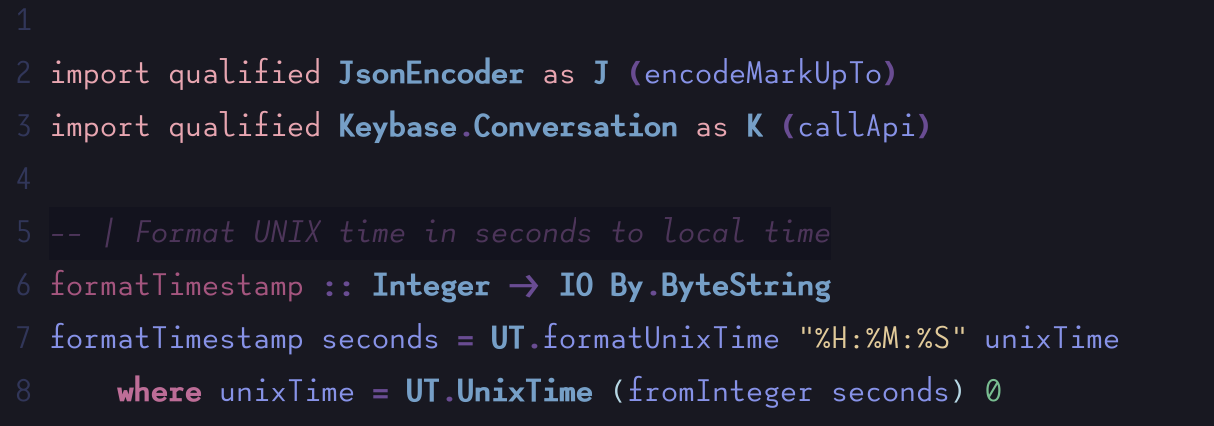 1
2 import qualified JsonEncoder as J (encodeMarkUpTo)
3 import qualified Keybase.Conversation as K (callApi)
4
5 -- | Format UNIX time in seconds to local time
6 formatTimestamp :: Integer -> IO By.ByteString
7 formatTimestamp seconds = UT.formatUnixTime "%H:%M:%S" unixTime
8     where unixTime = UT.UnixTime (fromInteger seconds) 0